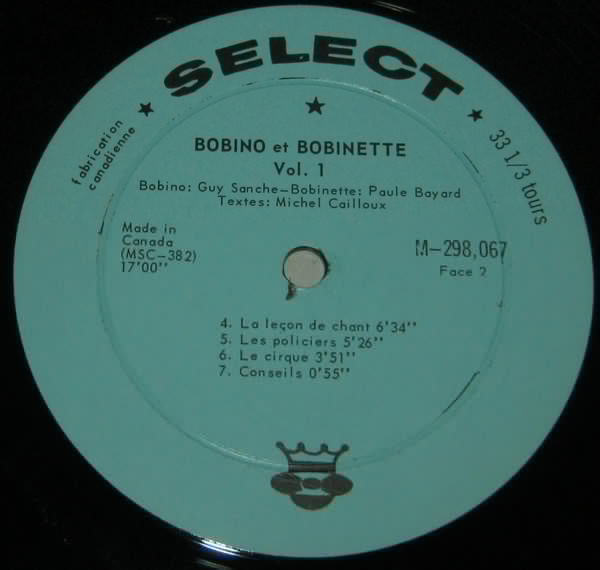 SELECT
fabrication
canadienne
33 1/3 tours
BOBINO et BOBINETTE
Vol. 1
Bobino: Guy Sanche–Bobinette: Paule Bayard
Textes: Michel Cailloux
Made in
Canada
(MSC–382)
17'00"
M–298,067
Face 2
4. La leçon de chant 6'34"
5. Les policiers 5'26"
6. Le cirque 3'51"
7. Conseils 0'55"